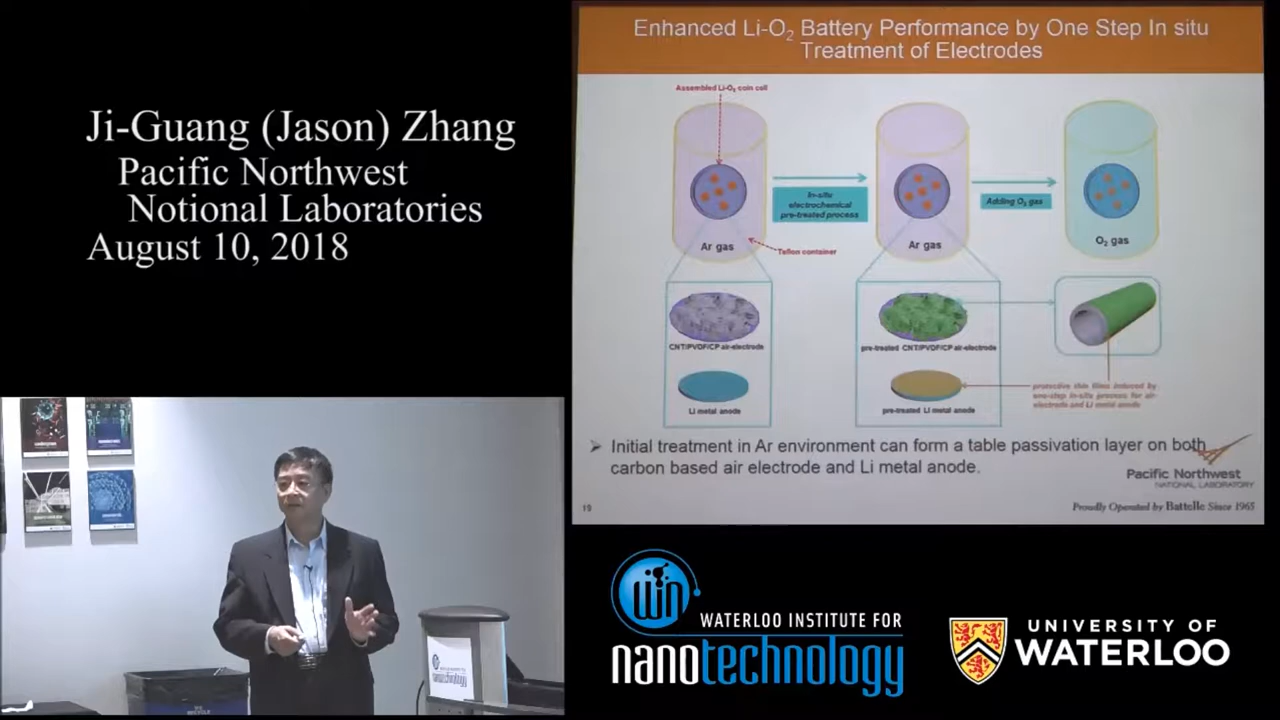 Ji-Guang (Jason) Zhang
Pacific Northwest
Notional Laboratories
August 10, 2018
Enhanced Li-O₂ Battery Performance by One Step In situ
Treatment of Electrodes
Assembled Li-O₂ coin cell
In-situ
electrochemical
pre-treated process
Adding O₂ gas
Ar gas
Ar gas
O₂ gas
Teflon container
CNT/PVDF/CP air-electrode
pre-treated CNT/PVDF/CP air-electrode
Li metal anode
pre-treated Li metal anode
protective thin films induced by
one-step in-situ process for air-
electrode and Li metal anode
➢ Initial treatment in Ar environment can form a table passivation layer on both
carbon based air electrode and Li metal anode.
Pacific Northwest
NATIONAL LABORATORY
Proudly Operated by Battelle Since 1965
19
WIN
WATERLOO INSTITUTE FOR
nanotechnology
UNIVERSITY OF
WATERLOO